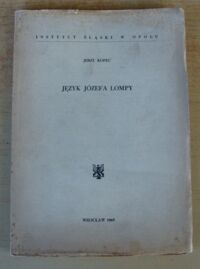 INSTYTUT ŚLĄSKI W OPOLU
JERZY KOPEĆ
JĘZYK JÓZEFA LOMPY
WROCŁAW 1965